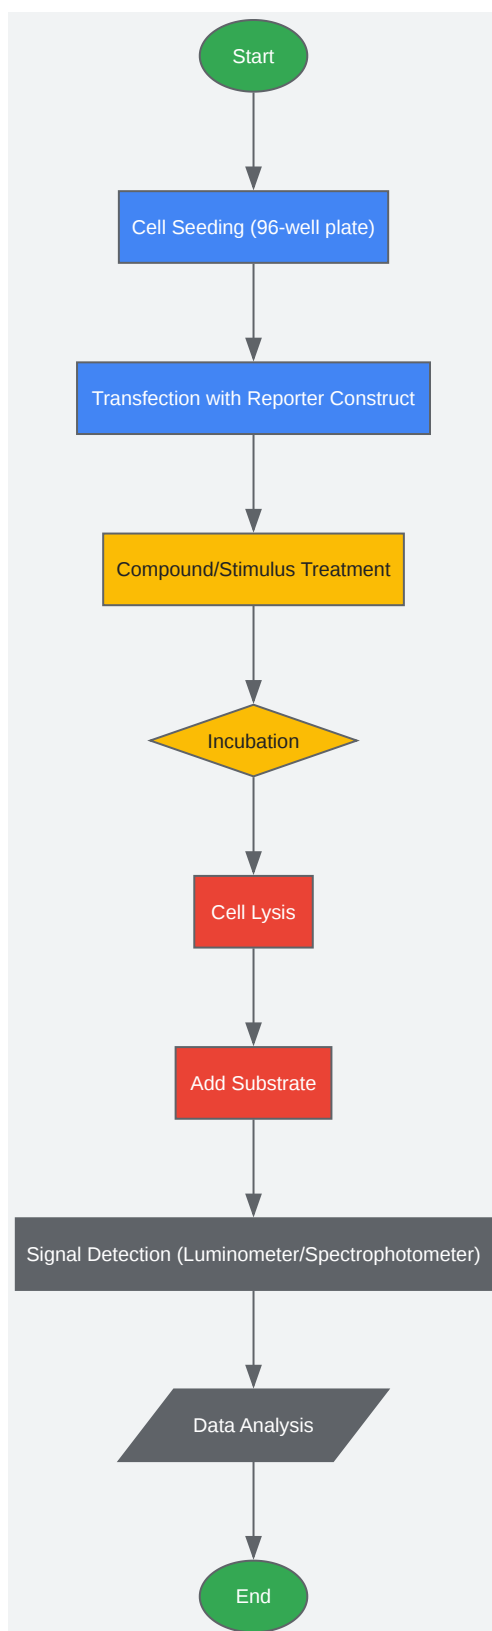 Start
Cell Seeding (96-well plate)
Transfection with Reporter Construct
Compound/Stimulus Treatment
Incubation
Cell Lysis
Add Substrate
Signal Detection (Luminometer/Spectrophotometer)
Data Analysis
End